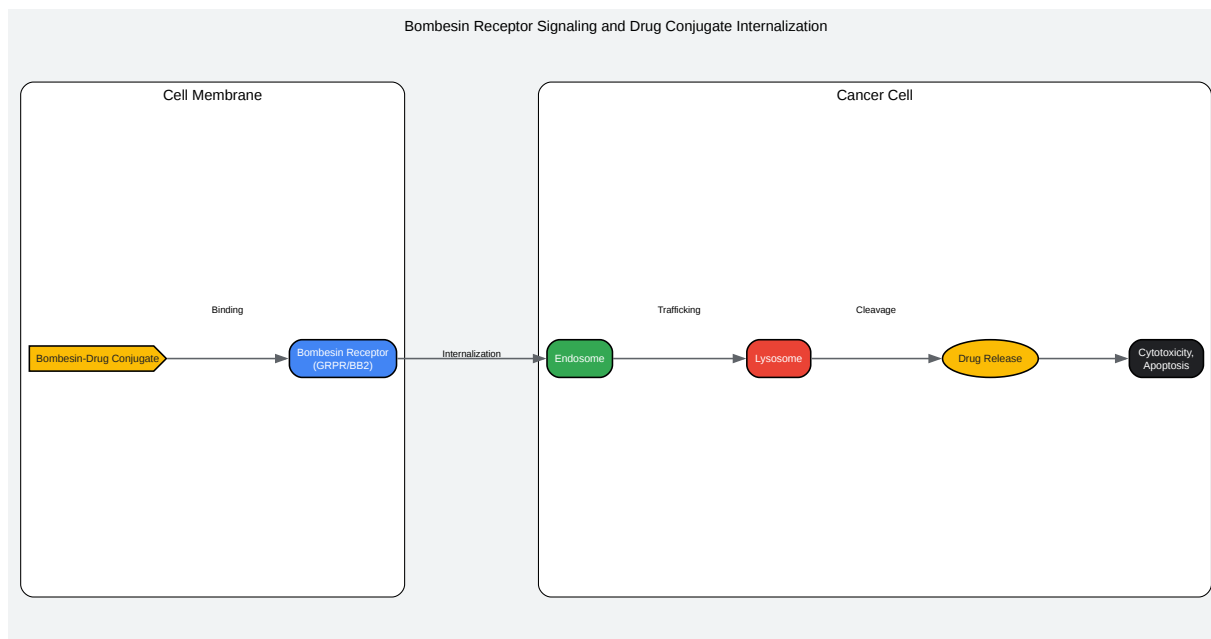 Bombesin Receptor Signaling and Drug Conjugate Internalization
Cell Membrane
Cancer Cell
Binding
Trafficking
Cleavage
Bombesin-Drug Conjugate
Bombesin Receptor
(GRPR/BB2)
Internalization
Endosome
Lysosome
Drug Release
Cytotoxicity,
Apoptosis